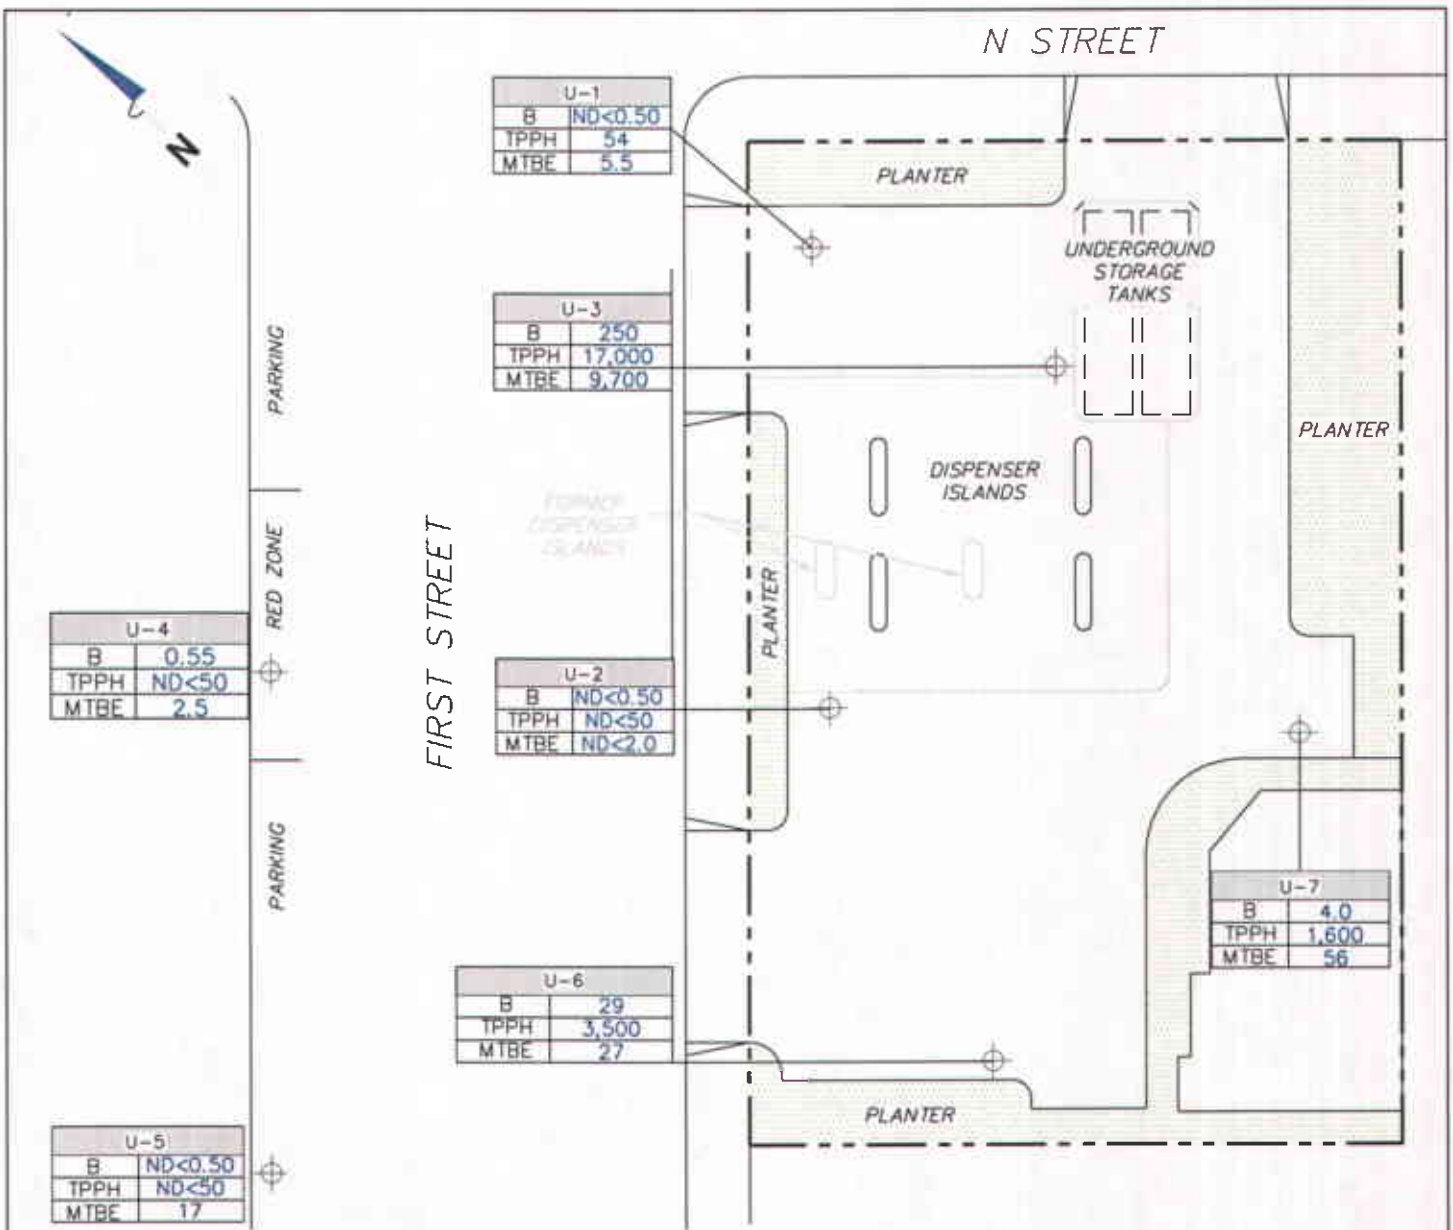 N STREET
N
U-1
B ND<0.50
TPPH 54
MTBE 5.5
PLANTER
UNDERGROUND
STORAGE
TANKS
U-3
B 250
TPPH 17,000
MTBE 9,700
PARKING
PLANTER
DISPENSER
ISLANDS
FORMER
DISPENSER
ISLANDS
RED ZONE
FIRST STREET
PLANTER
U-4
B 0.55
TPPH ND<50
MTBE 2.5
U-2
B ND<0.50
TPPH ND<50
MTBE ND<2.0
PARKING
U-7
B 4.0
TPPH 1,600
MTBE 56
U-6
B 29
TPPH 3,500
MTBE 27
PLANTER
U-5
B ND<0.50
TPPH ND<50
MTBE 17